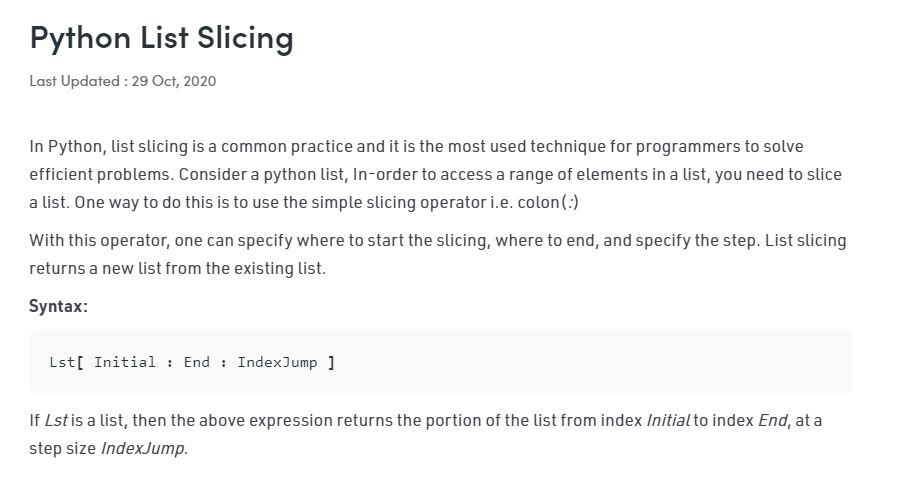 Python List Slicing
Last Updated : 29 Oct, 2020
In Python, list slicing is a common practice and it is the most used technique for programmers to solve
efficient problems. Consider a python list, In-order to access a range of elements in a list, you need to slice
a list. One way to do this is to use the simple slicing operator i.e. colon(:)
With this operator, one can specify where to start the slicing, where to end, and specify the step. List slicing
returns a new list from the existing list.
Syntax:
Lst[ Initial : End : IndexJump ]
If Lst is a list, then the above expression returns the portion of the list from index Initial to index End, at a
step size IndexJump.